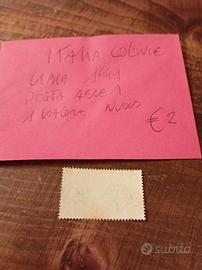 ITALIA COLONIE
LIBIA 1941
POSTA AEREA
1 VALORE NUOVO
€2
subito